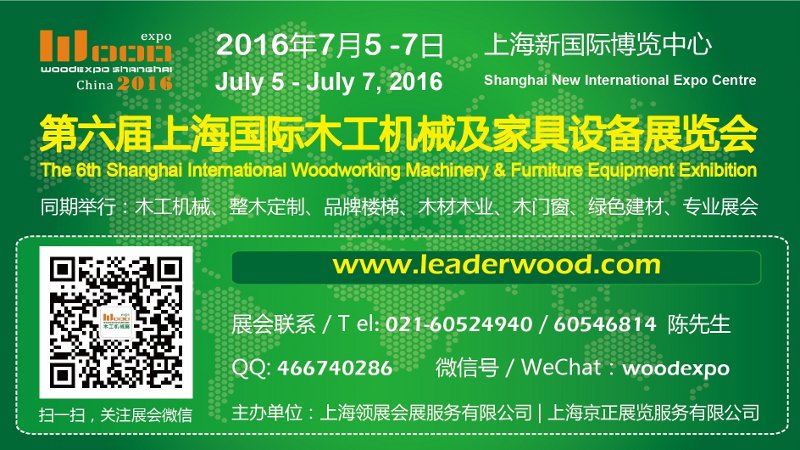 Wood expo
WOODEXPO SHANGHAI
China 2016
2016年7月5 -7日
上海新国际博览中心
July 5 - July 7, 2016
Shanghai New International Expo Centre
第六届上海国际木工机械及家具设备展览会
The 6th Shanghai International Woodworking Machinery & Furniture Equipment Exhibition
同期举行：木工机械、整木定制、品牌楼梯、木材木业、木门窗、绿色建材、专业展会
expo
Wood
木工机械展
扫一扫，关注展会微信
www.leaderwood.com
展会联系 / T el: 021-60524940 / 60546814 陈先生
QQ: 466740286 微信号 / WeChat：woodexpo
主办单位：上海领展会展服务有限公司 | 上海京正展览服务有限公司